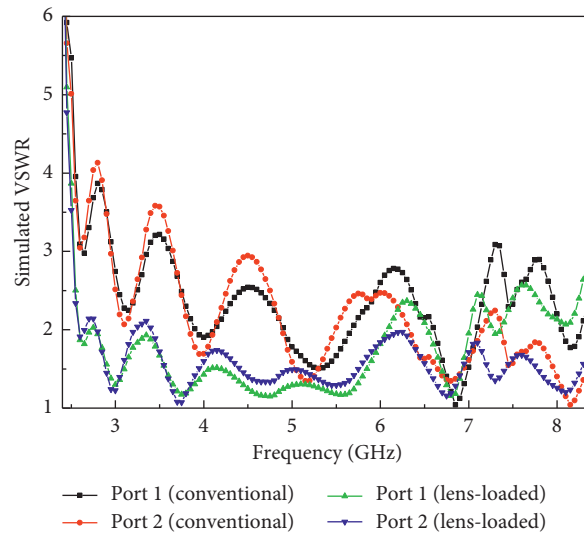 6
5
4
3
2
1
Simulated VSWR
3 4 5 6 7 8
Frequency (GHz)
Port 1 (conventional) Port 1 (lens-loaded)
Port 2 (conventional) Port 2 (lens-loaded)